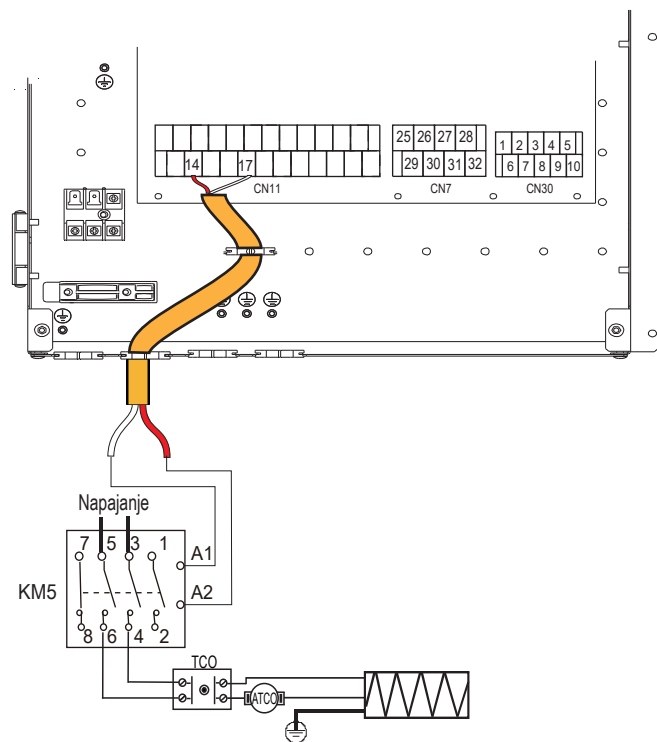 25 26 27 28
1 2 3 4 5
14 17
29 30 31 32
6 7 8 9 10
CN11 CN7 CN30
Napajanje
7 5 3 1
A1
KM5
A2
8 6 4 2
TCO
ATCO